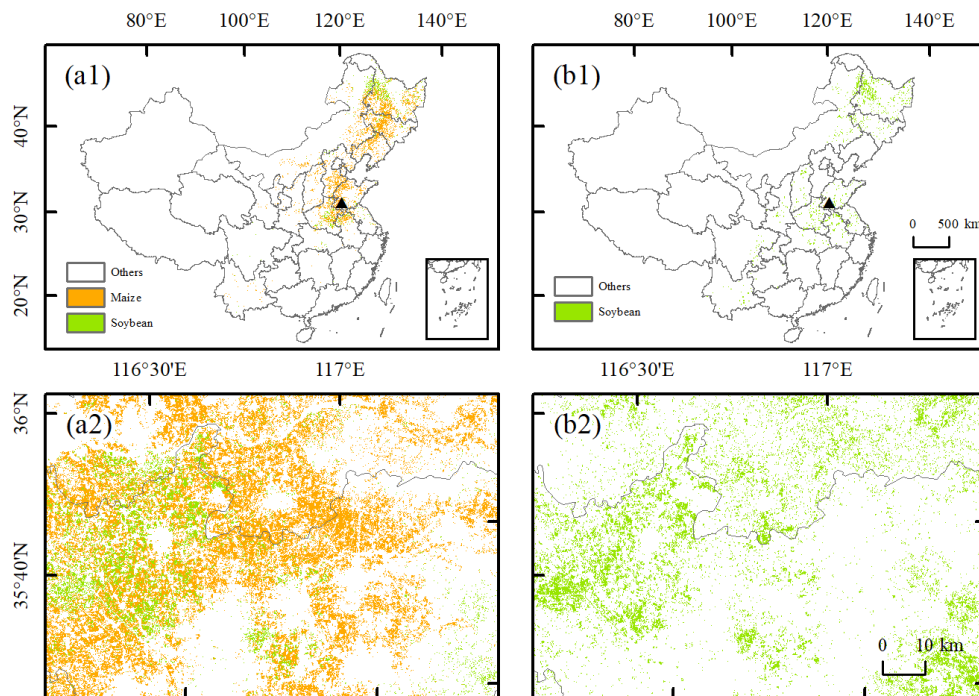 80°E 100°E 120°E 140°E 80°E 100°E 120°E 140°E
(a1) (b1)
40°N
30°N
20°N
0 500 km
Others
Maize
Soybean
Others
Soybean
116°30'E 117°E 116°30'E 117°E
(a2) (b2)
36°N
35°40'N
0 10 km